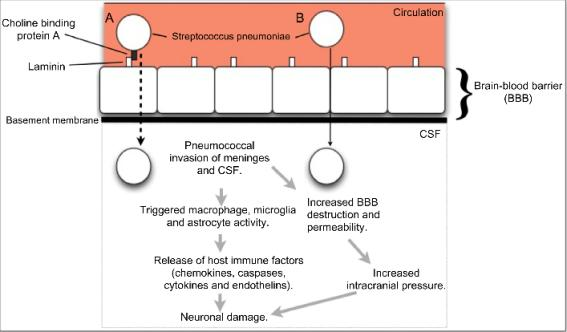 Circulation
A
B
Choline binding
protein A
Streptococcus pneumoniae
Laminin
Brain-blood barrier
(BBB)
Basement membrane
CSF
Pneumococcal
invasion of meninges
and CSF.
Increased BBB
destruction and
permeability.
Triggered macrophage, microglia
and astrocyte activity.
Release of host immune factors
(chemokines, caspases,
cytokines and endothelins).
Increased
intracranial pressure.
Neuronal damage.